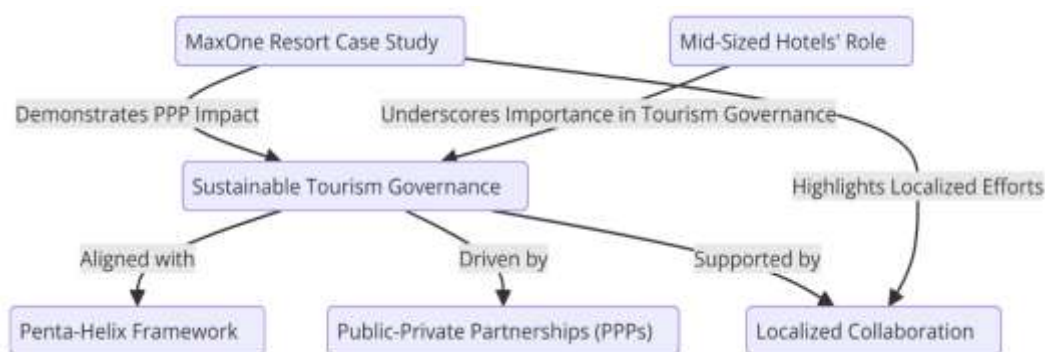 MaxOne Resort Case Study
Mid-Sized Hotels' Role
Demonstrates PPP Impact
Underscores Importance in Tourism Governance
Sustainable Tourism Governance
Highlights Localized Efforts
Aligned with
Driven by
Supported by
Penta-Helix Framework
Public-Private Partnerships (PPPs)
Localized Collaboration